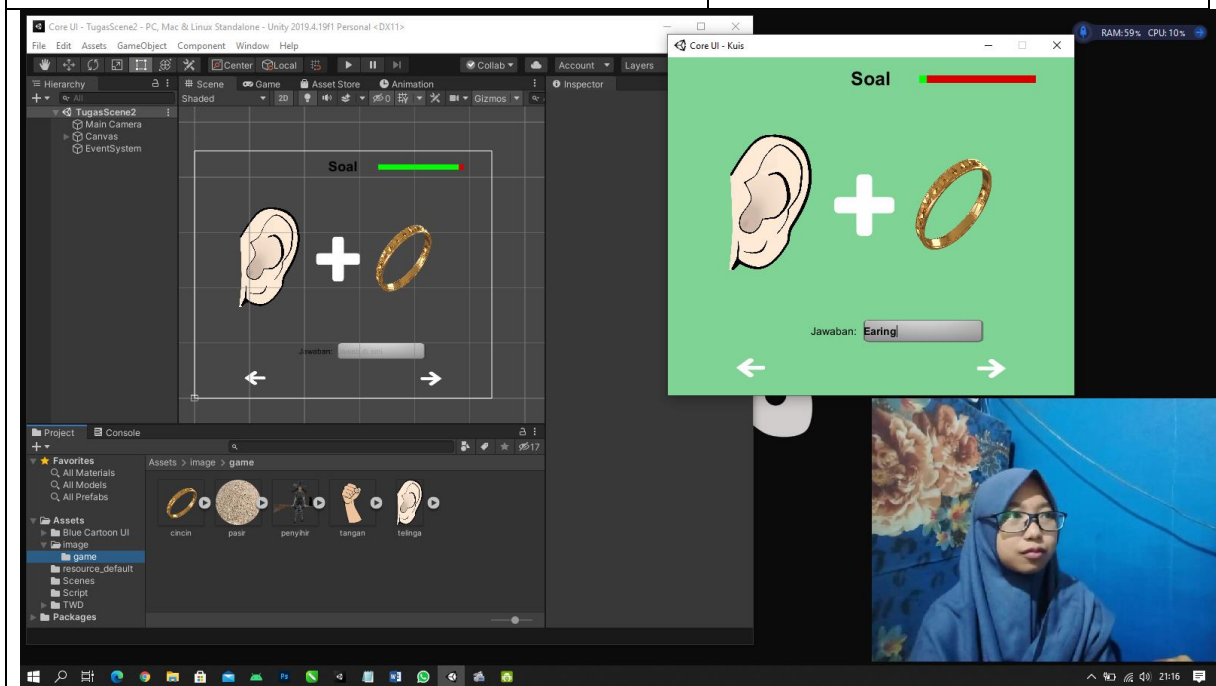 Core UI - TugasScene2 - PC, Mac & Linux Standalone - Unity 2019.4.19f1 Personal <DX11>
File Edit Assets GameObject Component Window Help
Center Local Collab Account Layers
Hierarchy
All
TugasScene2
Main Camera
Canvas
EventSystem
Scene Game Asset Store Animation
Shaded 2D 0 Gizmos
Soal
Jawaban:
Inspector
Core UI - Kuis
Soal
Jawaban: Earing
RAM:59% CPU:10%
Project Console
17
Favorites
All Materials
All Models
All Prefabs
Assets
Blue Cartoon UI
image
game
resource_default
Scenes
Script
TWD
Packages
Assets > image > game
cincin pasir penyihir tangan telinga
Ps
21:16